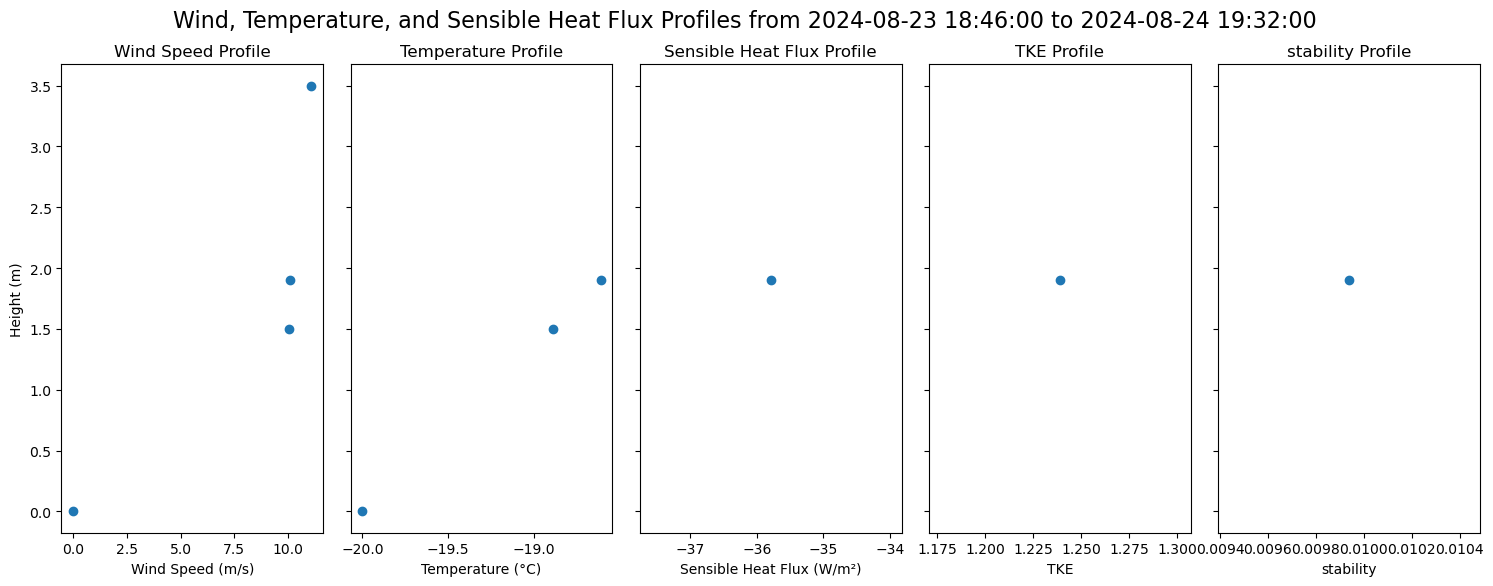 Wind, Temperature, and Sensible Heat Flux Profiles from 2024-08-23 18:46:00 to 2024-08-24 19:32:00
Wind Speed Profile
Temperature Profile
Sensible Heat Flux Profile
TKE Profile
stability Profile
3.5
3.0
2.5
2.0
1.5
1.0
0.5
0.0
Height (m)
0.0 2.5 5.0 7.5 10.0
−20.0 −19.5 −19.0
−37 −36 −35 −34
1.175 1.200 1.225 1.250 1.275 1.300
0.00940 0.00960 0.00980 0.01000 0.01020 0.0104
Wind Speed (m/s)
Temperature (°C)
Sensible Heat Flux (W/m²)
TKE
stability